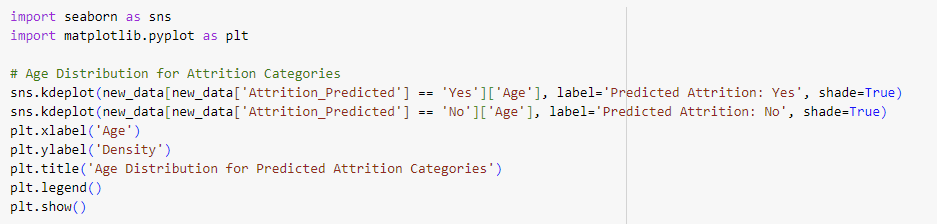 import seaborn as sns
import matplotlib.pyplot as plt
# Age Distribution for Attrition Categories
sns.kdeplot(new_data[new_data['Attrition_Predicted'] == 'Yes']['Age'], label='Predicted Attrition: Yes', shade=True)
sns.kdeplot(new_data[new_data['Attrition_Predicted'] == 'No']['Age'], label='Predicted Attrition: No', shade=True)
plt.xlabel('Age')
plt.ylabel('Density')
plt.title('Age Distribution for Predicted Attrition Categories')
plt.legend()
plt.show()